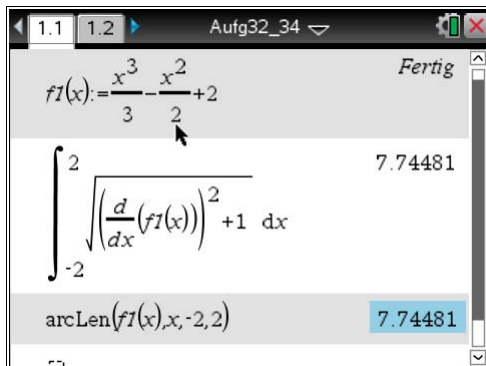 1.1 1.2 Aufg32_34
f1(x):=x^3/3-x^2/2+2 Fertig
∫_{-2}^{2} √((d/dx(f1(x)))^2+1) dx 7.74481
arcLen(f1(x),x,-2,2) 7.74481